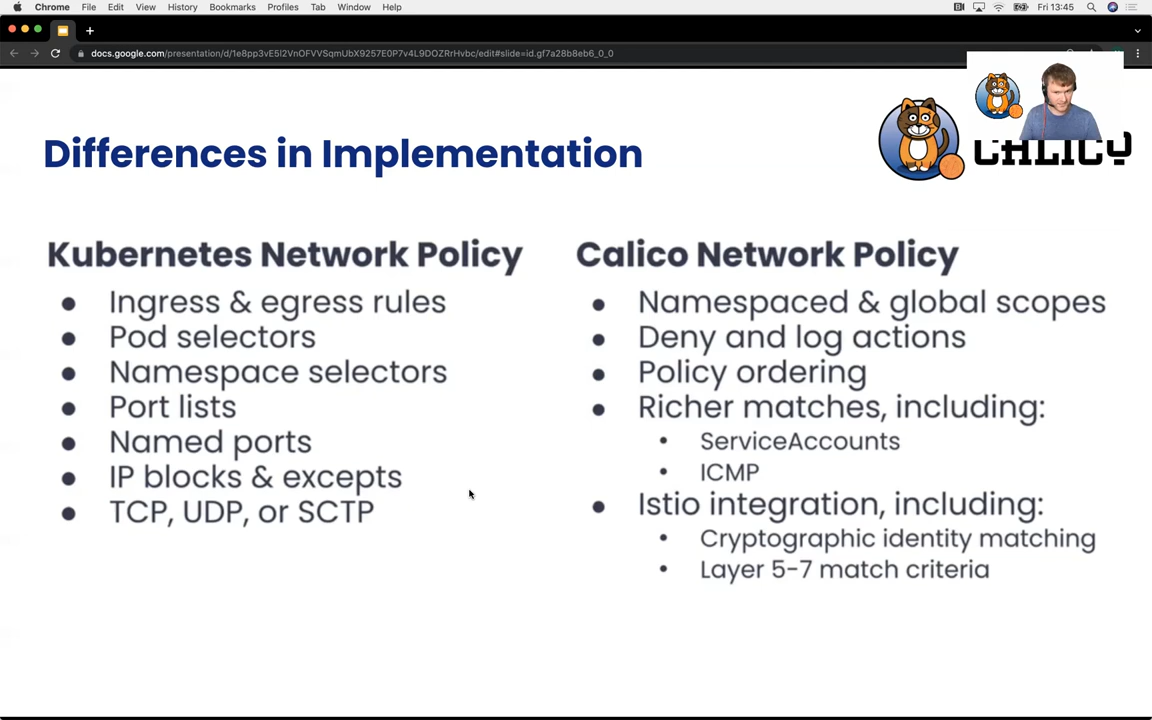 Chrome File Edit View History Bookmarks Profiles Tab Window Help Fri 13:45
docs.google.com/presentation/d/1e8pp3vE5I2VnOFVVSqmUbX9257E0P7v4L9DOZRrHvbc/edit#slide=id.gf7a28b8eb6_0_0
Differences in Implementation
CALICO
Kubernetes Network Policy
Ingress & egress rules
Pod selectors
Namespace selectors
Port lists
Named ports
IP blocks & excepts
TCP, UDP, or SCTP
Calico Network Policy
Namespaced & global scopes
Deny and log actions
Policy ordering
Richer matches, including:
ServiceAccounts
ICMP
Istio integration, including:
Cryptographic identity matching
Layer 5-7 match criteria